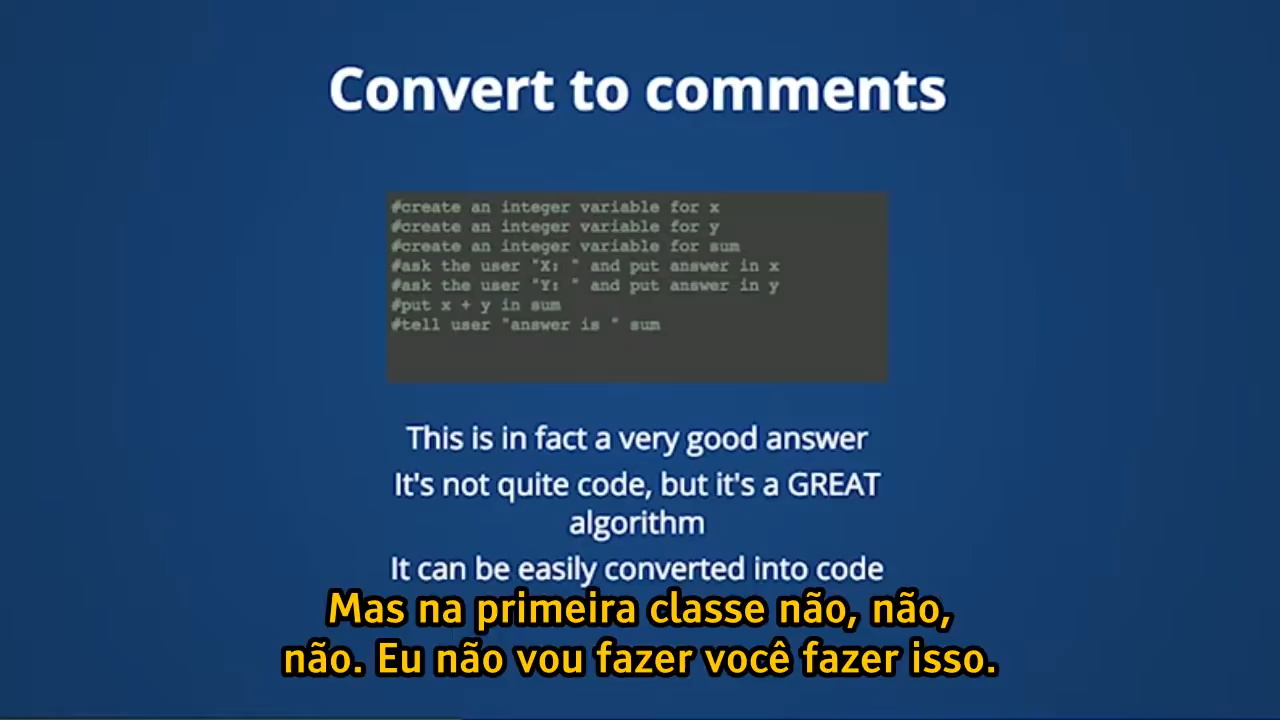 Convert to comments
#create an integer variable for x
#create an integer variable for y
#create an integer variable for sum
#ask the user "X: " and put answer in x
#ask the user "Y: " and put answer in y
#put x + y in sum
#tell user "answer is " sum
This is in fact a very good answer
It's not quite code, but it's a GREAT
algorithm
It can be easily converted into code
Mas na primeira classe não, não,
não. Eu não vou fazer você fazer isso.